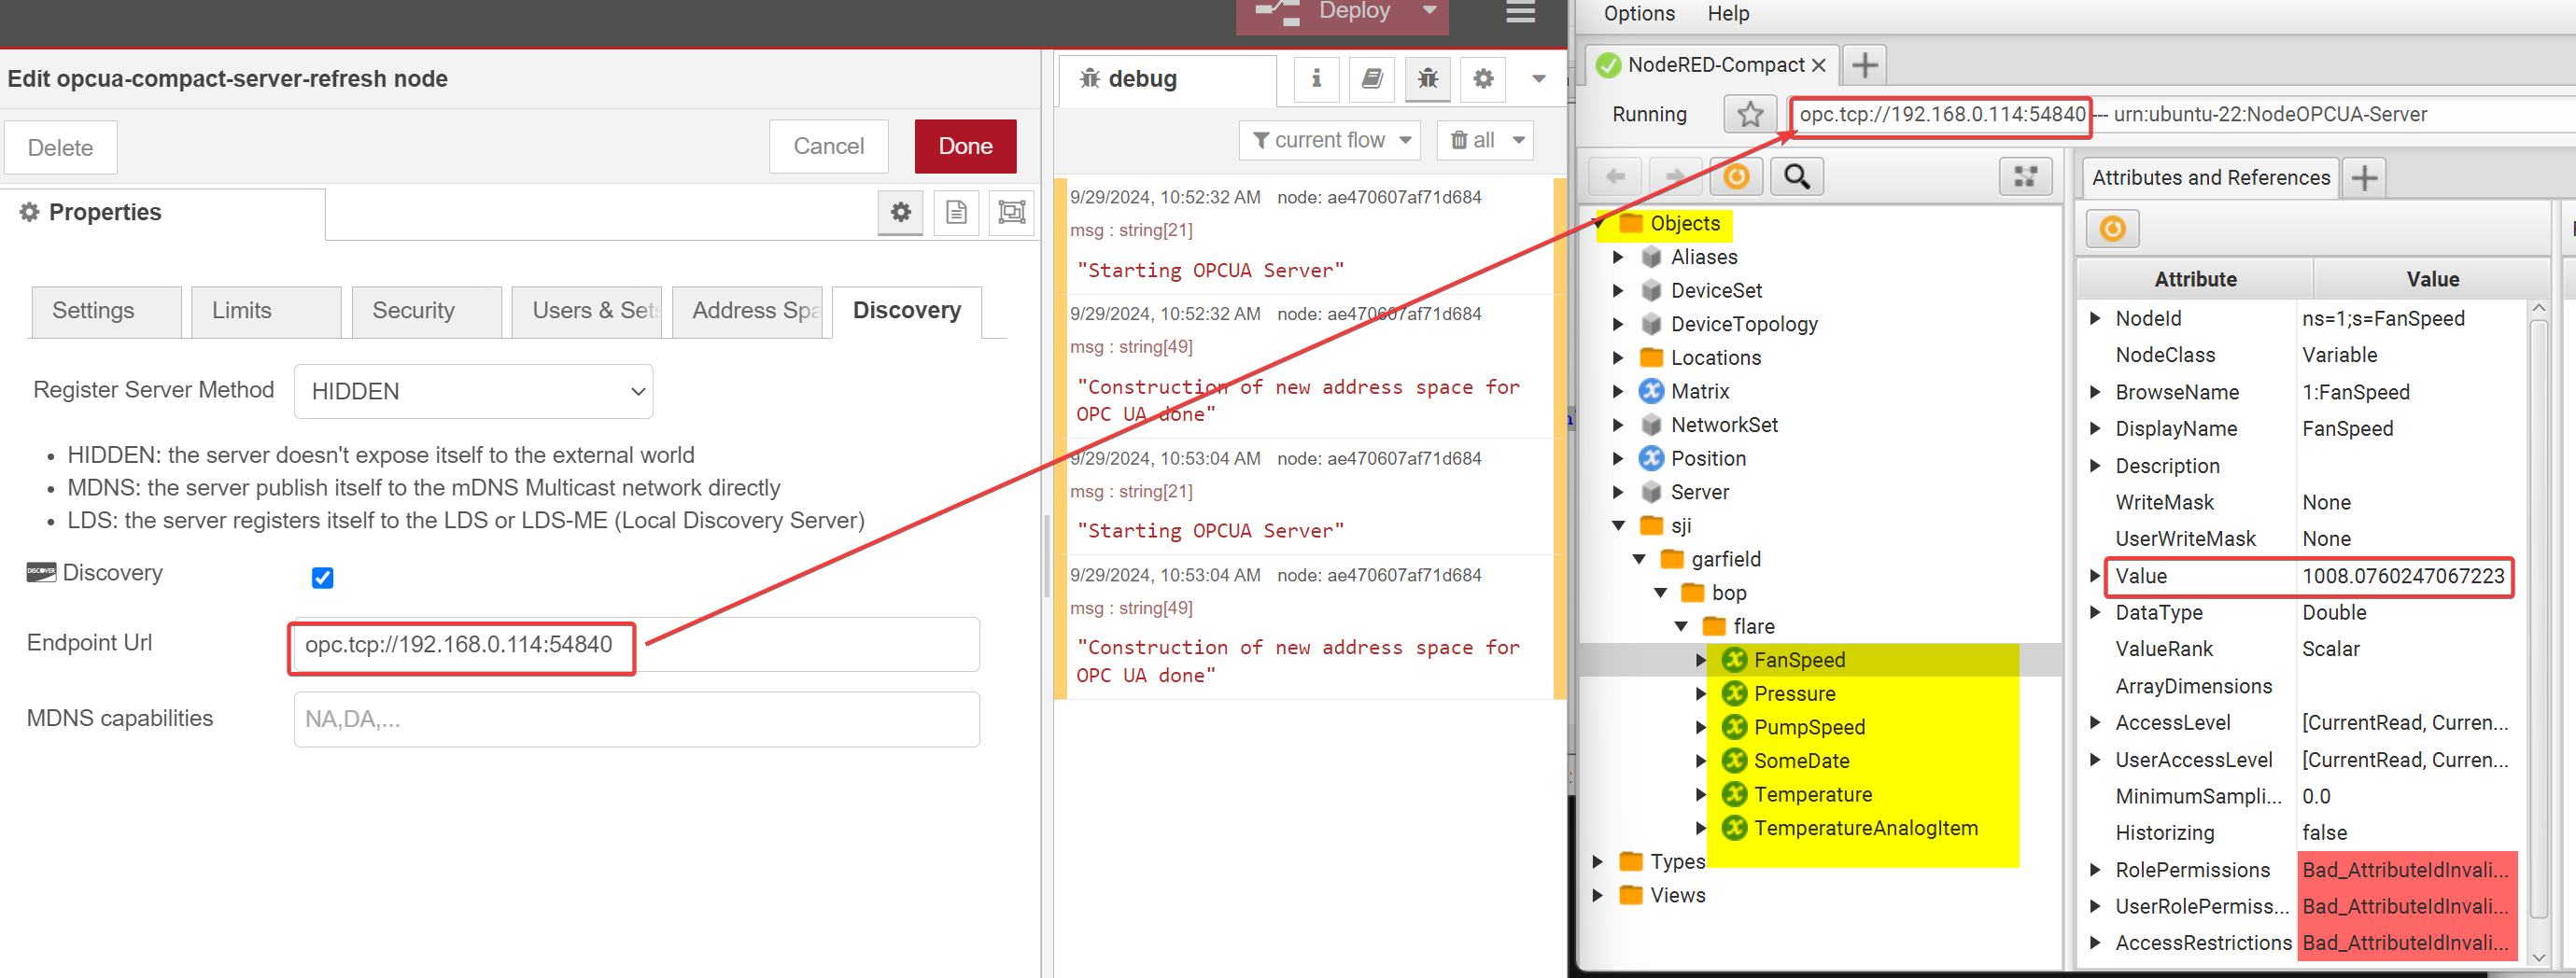 Deploy
Edit opcua-compact-server-refresh node
Delete
Cancel
Done
Properties
Settings
Limits
Security
Users & Sets
Address Spa
Discovery
Register Server Method
HIDDEN
HIDDEN: the server doesn't expose itself to the external world
MDNS: the server publish itself to the mDNS Multicast network directly
LDS: the server registers itself to the LDS or LDS-ME (Local Discovery Server)
DISCOVER Discovery
Endpoint Url
opc.tcp://192.168.0.114:54840
MDNS capabilities
NA,DA,...
debug
i
current flow
all
9/29/2024, 10:52:32 AM node: ae470607af71d684
msg : string[21]
"Starting OPCUA Server"
9/29/2024, 10:52:32 AM node: ae470607af71d684
msg : string[49]
"Construction of new address space for
OPC UA done"
9/29/2024, 10:53:04 AM node: ae470607af71d684
msg : string[21]
"Starting OPCUA Server"
9/29/2024, 10:53:04 AM node: ae470607af71d684
msg : string[49]
"Construction of new address space for
OPC UA done"
Options Help
NodeRED-Compact
Running
opc.tcp://192.168.0.114:54840 --- urn:ubuntu-22:NodeOPCUA-Server
Objects
Aliases
DeviceSet
DeviceTopology
Locations
Matrix
NetworkSet
Position
Server
sji
garfield
bop
flare
FanSpeed
Pressure
PumpSpeed
SomeDate
Temperature
TemperatureAnalogItem
Types
Views
Attributes and References
Attribute Value
NodeId ns=1;s=FanSpeed
NodeClass Variable
BrowseName 1:FanSpeed
DisplayName FanSpeed
Description
WriteMask None
UserWriteMask None
Value 1008.0760247067223
DataType Double
ValueRank Scalar
ArrayDimensions
AccessLevel [CurrentRead, Curren...
UserAccessLevel [CurrentRead, Curren...
MinimumSampli... 0.0
Historizing false
RolePermissions Bad_AttributeIdInvali...
UserRolePermiss... Bad_AttributeIdInvali...
AccessRestrictions Bad_AttributeIdInvali...